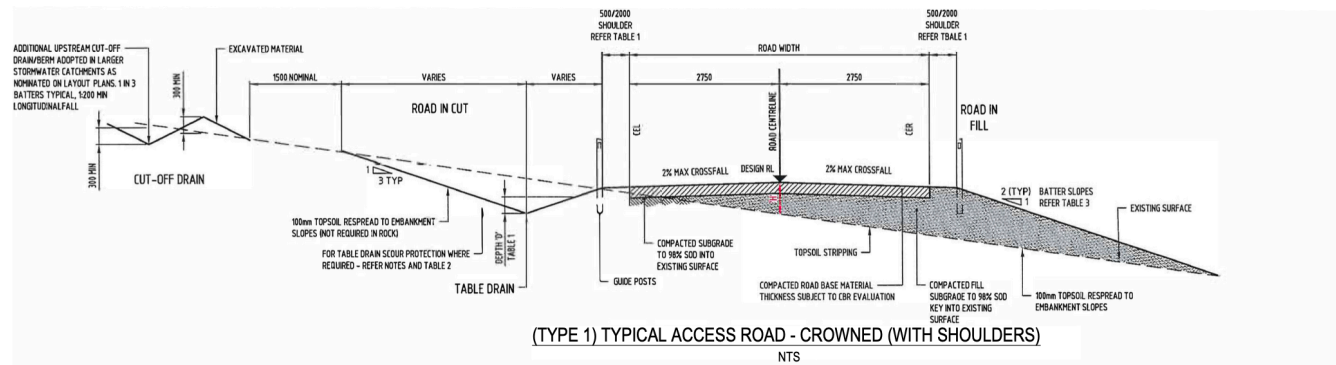 500/2000
SHOULDER
REFER TABLE 1
500/2000
SHOULDER
REFER TBALE 1
ADDITIONAL UPSTREAM CUT-OFF
DRAIN/BERM ADOPTED IN LARGER
STORMWATER CATCHMENTS AS
NOMINATED ON LAYOUT PLANS. 1 IN 3
BATTERS TYPICAL, 1:200 MIN
LONGITUDINALFALL
EXCAVATED MATERIAL
ROAD WIDTH
300 MIN
1500 NOMINAL
VARIES
VARIES
2750
2750
ROAD IN CUT
ROAD IN
FILL
CEL
ROAD CENTRELINE
CER
300 MIN
CUT-OFF DRAIN
1
3 TYP
2% MAX CROSSFALL
DESIGN RL
2% MAX CROSSFALL
2 (TYP)
1
BATTER SLOPES
REFER TABLE 3
EXISTING SURFACE
100mm TOPSOIL RESPREAD TO EMBANKMENT
SLOPES (NOT REQUIRED IN ROCK)
FOR TABLE DRAIN SCOUR PROTECTION WHERE
REQUIRED - REFER NOTES AND TABLE 2
DEPTH 'D'
TABLE 1
TABLE DRAIN
COMPACTED SUBGRADE
TO 98% SOD INTO
EXISTING SURFACE
GUIDE POSTS
TOPSOIL STRIPPING
COMPACTED ROAD BASE MATERIAL
THICKNESS SUBJECT TO CBR EVALUATION
COMPACTED FILL
SUBGRADE TO 98% SOD
KEY INTO EXISTING
SURFACE
100mm TOPSOIL RESPREAD TO
EMBANKMENT SLOPES
(TYPE 1) TYPICAL ACCESS ROAD - CROWNED (WITH SHOULDERS)
NTS